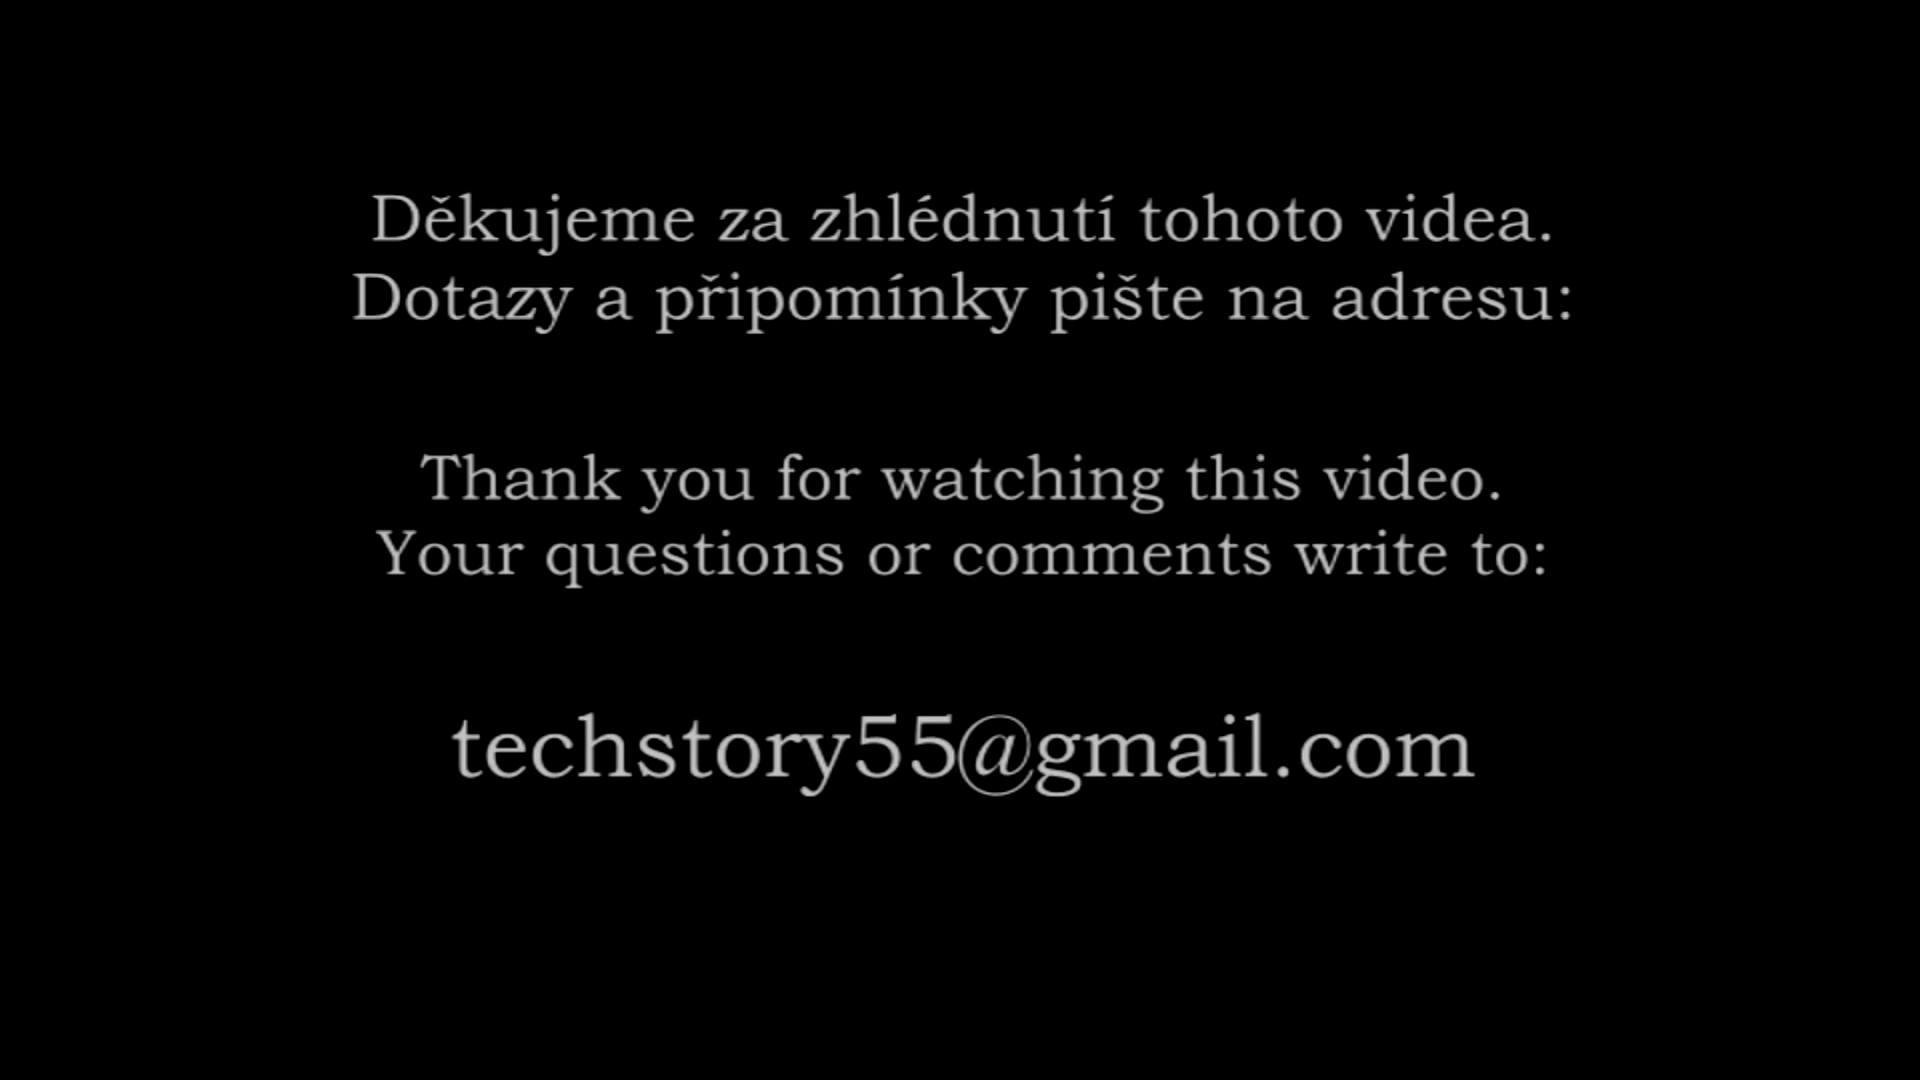 Děkujeme za zhlédnutí tohoto videa.
Dotazy a připomínky pište na adresu:
Thank you for watching this video.
Your questions or comments write to:
techstory55@gmail.com